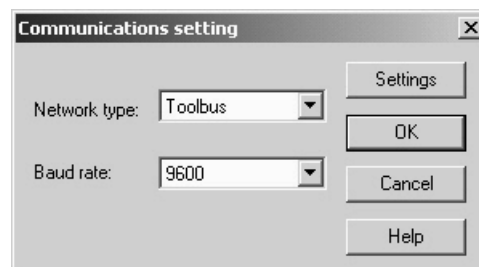 Communications setting
Settings
Network type: Toolbus
OK
Baud rate: 9600
Cancel
Help